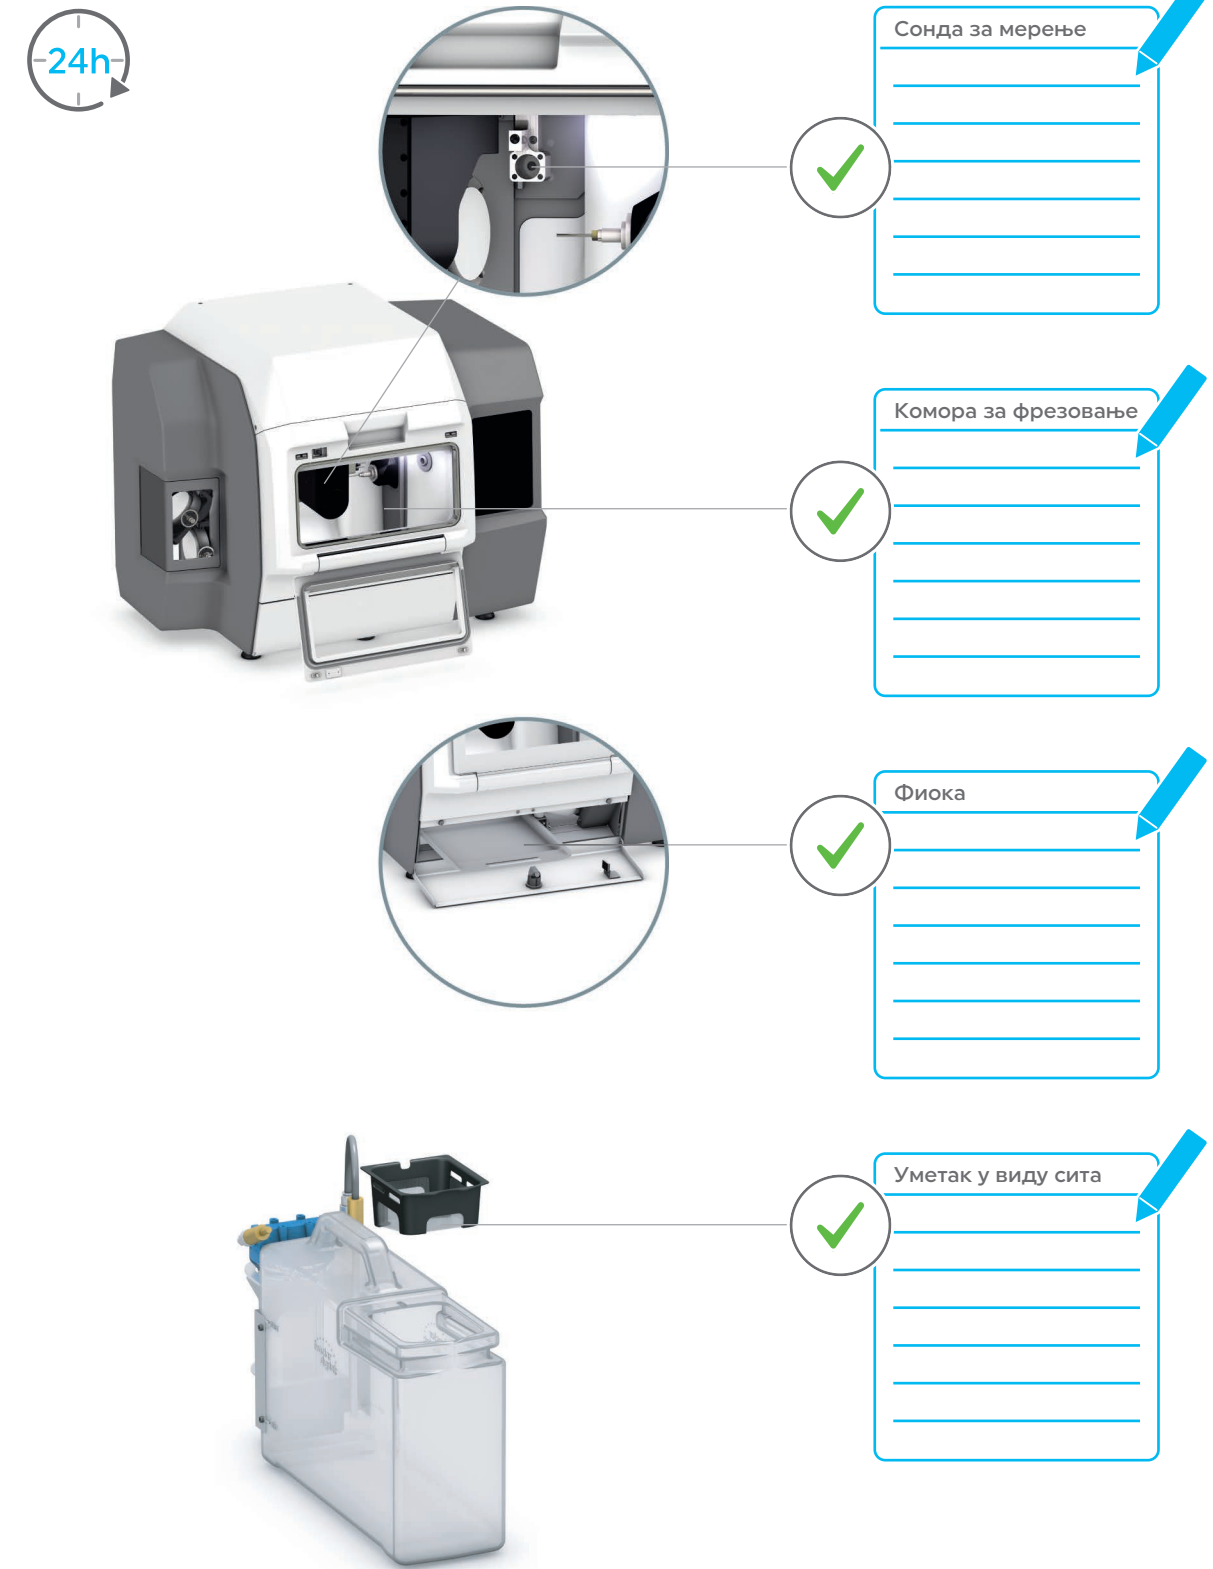 24h
Сонда за мерење
Комора за фрезовање
Фиока
Уметак у виду сита